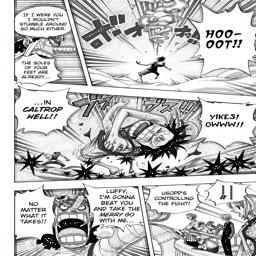 IF I WERE YOU
I WOULDN'T
STUMBLE AROUND
SO MUCH EITHER.
THE SOLES
OF YOUR
FEET ARE
ALREADY...
HOO-
OOT!!
...IN
CALTROP
HELL!!
YIKES!
OWWW!!
NO MATTER
WHAT IT
TAKES!!
LUFFY,
I'M GONNA
BEAT YOU
AND TAKE
THE
MERRY GO
WITH ME...
USOPP'S
CONTROLLING
THE FIGHT!
!!